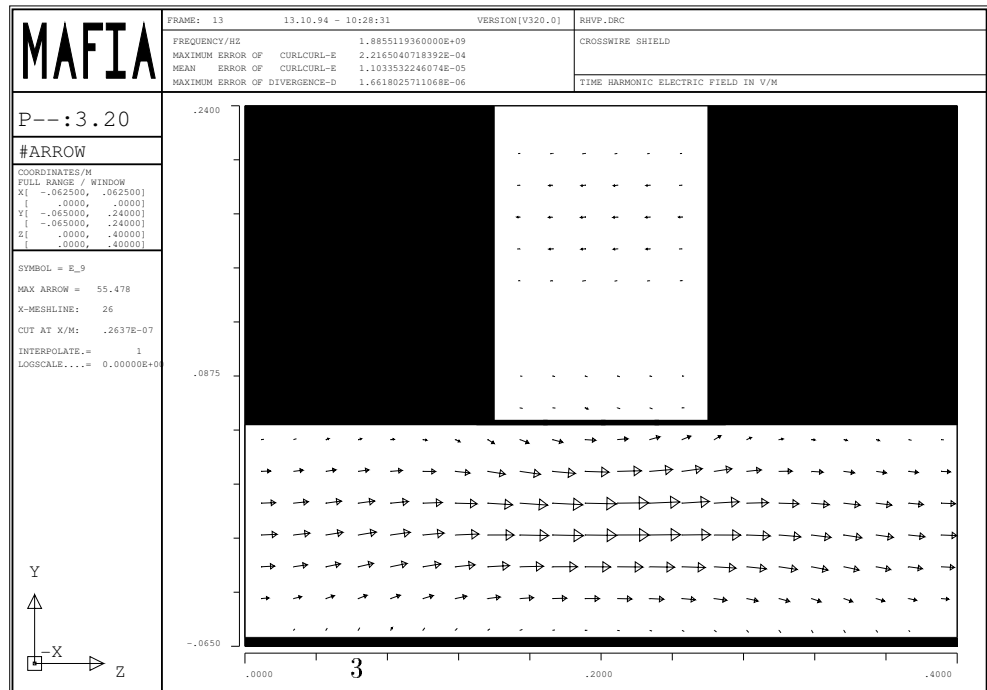 MAFIA
FRAME: 13 13.10.94 - 10:28:31 VERSION[V320.0] RHVP.DRC
FREQUENCY/HZ 1.8855119360000E+09
MAXIMUM ERROR OF CURLCURL-E 2.2165040718392E-04
MEAN ERROR OF CURLCURL-E 1.1033532246074E-05
MAXIMUM ERROR OF DIVERGENCE-D 1.6618025711068E-06
CROSSWIRE SHIELD
TIME HARMONIC ELECTRIC FIELD IN V/M
P--:3.20
#ARROW
COORDINATES/M
FULL RANGE / WINDOW
X[ -.062500, .062500]
[ .0000, .0000]
Y[ -.065000, .24000]
[ -.065000, .24000]
Z[ .0000, .40000]
[ .0000, .40000]
SYMBOL = E_9
MAX ARROW = 55.478
X-MESHLINE: 26
CUT AT X/M: .2637E-07
INTERPOLATE.= 1
LOGSCALE....= 0.00000E+00
.2400
.0875
-.0650
.0000 .2000 .4000
3
Y
-X
Z